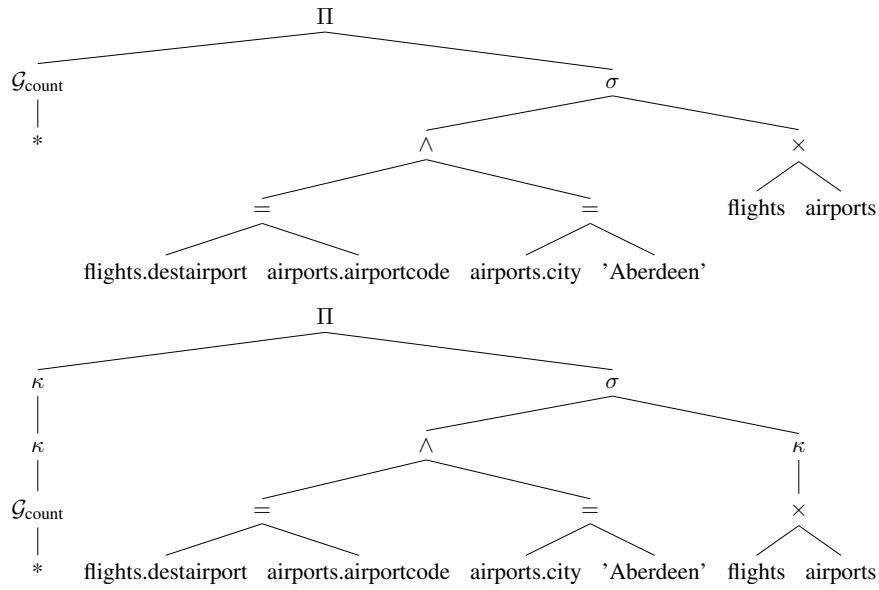 Π
𝒢count σ
* ∧ ×
= = flights airports
flights.destairport airports.airportcode airports.city 'Aberdeen'
Π
κ σ
κ ∧ κ
𝒢count = = ×
* flights.destairport airports.airportcode airports.city 'Aberdeen' flights airports